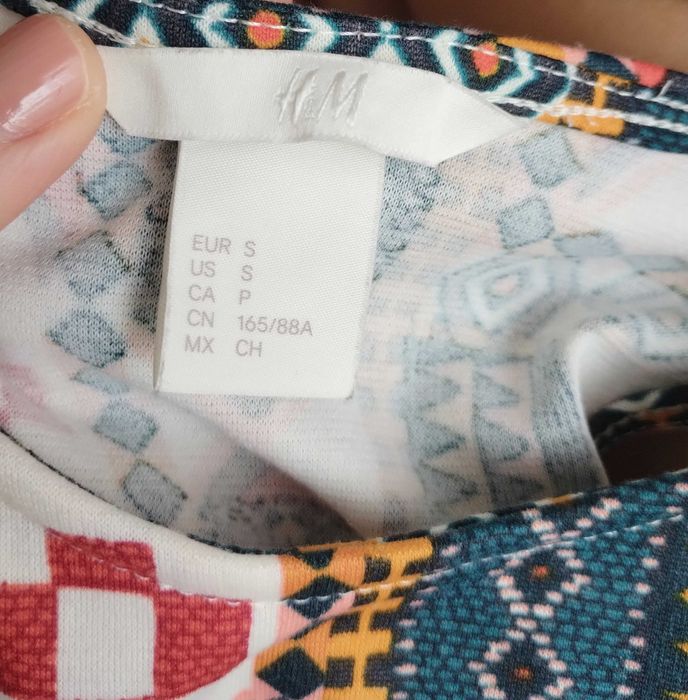 H&M
EUR S
US S
CA P
CN 165/88A
MX CH